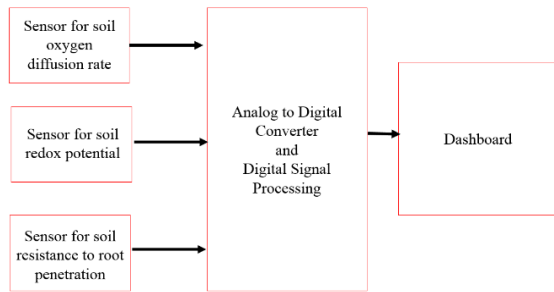 Sensor for soil
oxygen
diffusion rate
Sensor for soil
redox potential
Sensor for soil
resistance to root
penetration
Analog to Digital
Converter
and
Digital Signal
Processing
Dashboard